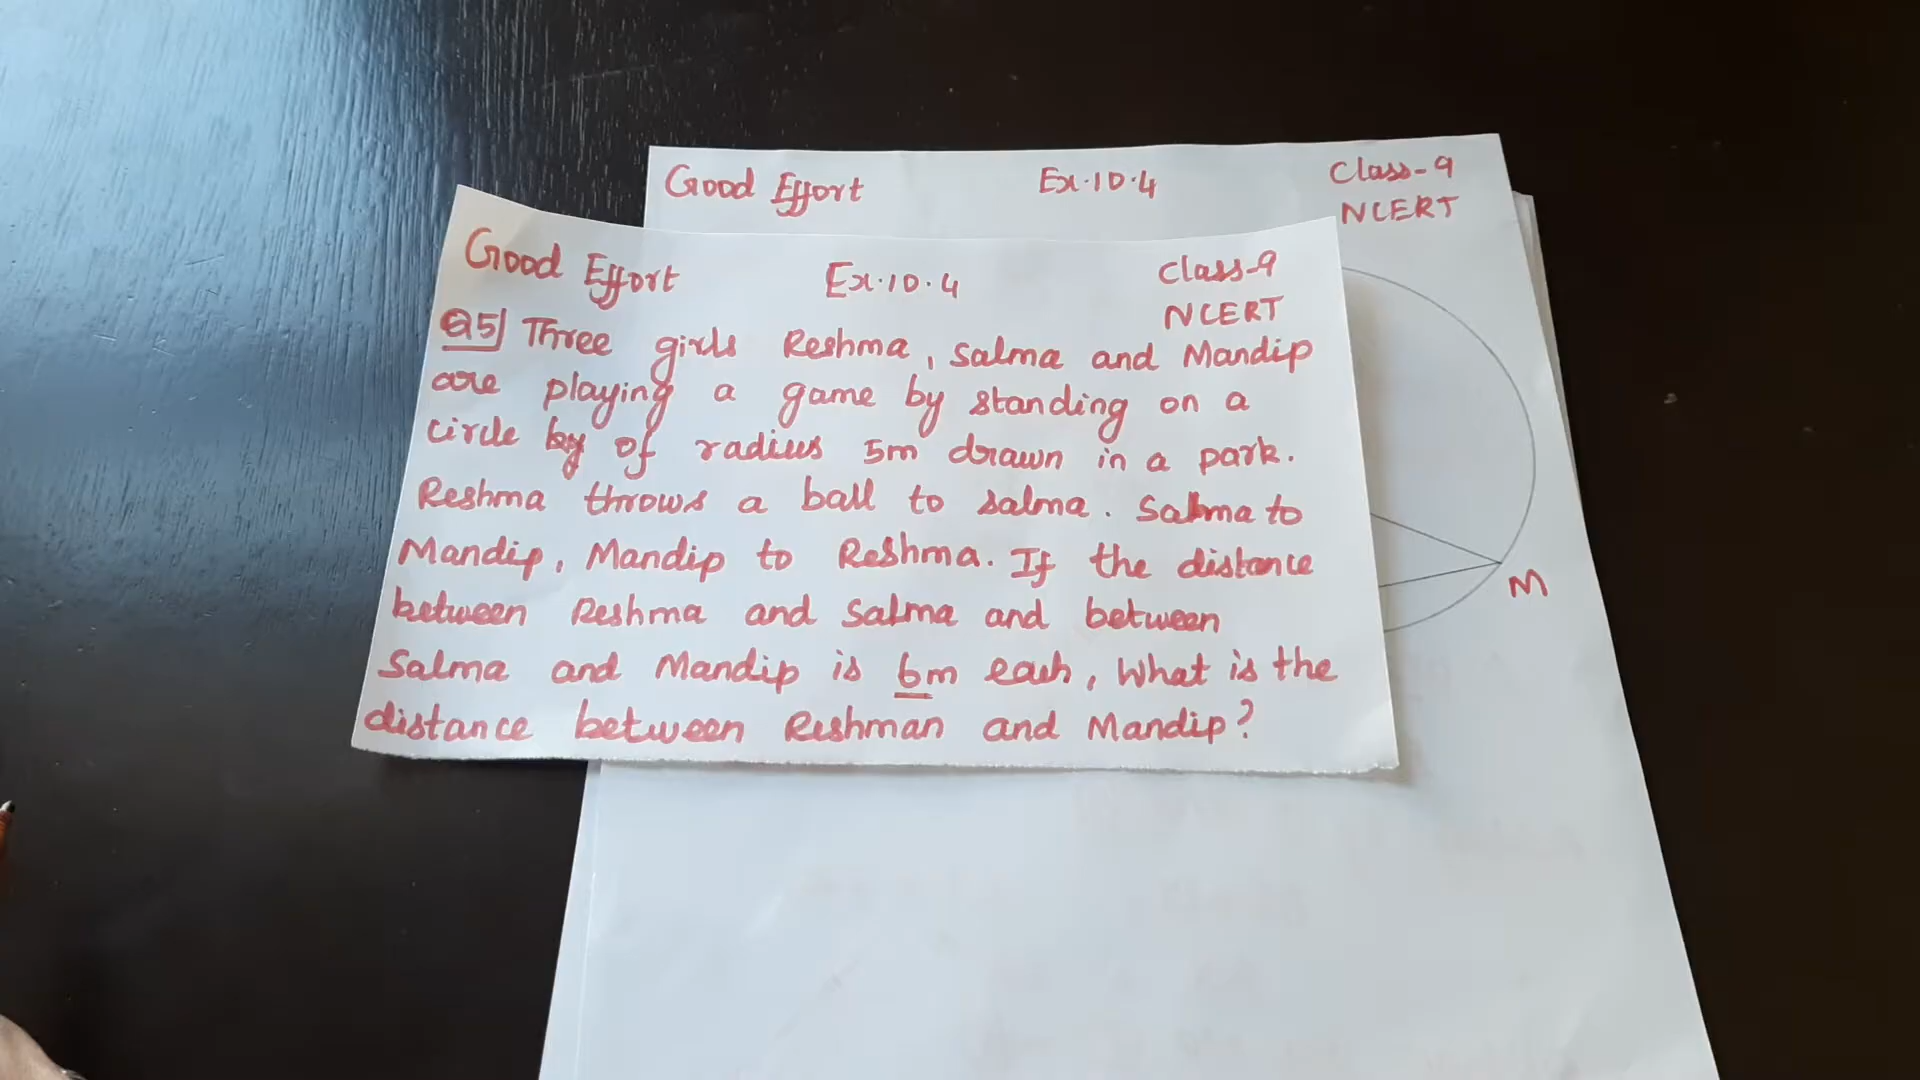 Good Effort Ex.10.4 Class-9
NCERT
Good Effort Ex.10.4 Class-9
NCERT
Q5] Three girls Reshma, Salma and Mandip
are playing a game by standing on a
circle by of radius 5m drawn in a park.
Reshma throws a ball to salma. Salma to
Mandip, Mandip to Reshma. If the distance
between Reshma and Salma and between
Salma and Mandip is 6m each, What is the
distance between Reshman and Mandip?
M